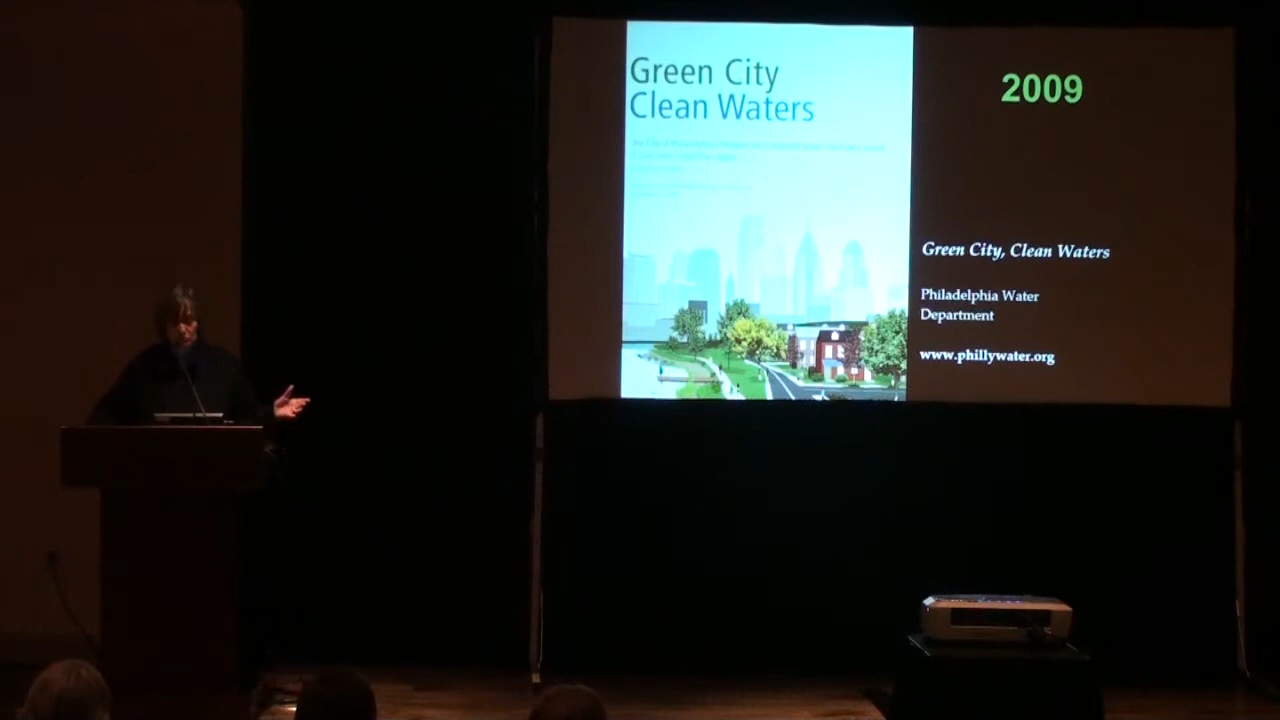 Green City
Clean Waters
2009
Green City, Clean Waters
Philadelphia Water
Department
www.phillywater.org